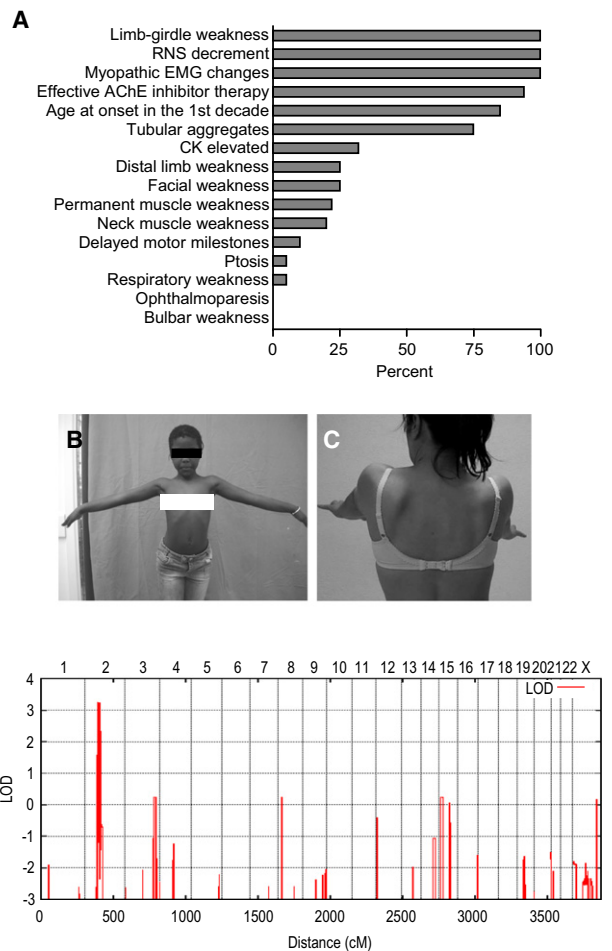 A
Limb-girdle weakness
RNS decrement
Myopathic EMG changes
Effective AChE inhibitor therapy
Age at onset in the 1st decade
Tubular aggregates
CK elevated
Distal limb weakness
Facial weakness
Permanent muscle weakness
Neck muscle weakness
Delayed motor milestones
Ptosis
Respiratory weakness
Ophthalmoparesis
Bulbar weakness
0 25 50 75 100
Percent
B C
1 2 3 4 5 6 7 8 9 10 11 12 13 14 15 16 17 18 19 20 21 22 X
LOD
4
3
2
1
0
-1
-2
-3
LOD
0 500 1000 1500 2000 2500 3000 3500
Distance (cM)